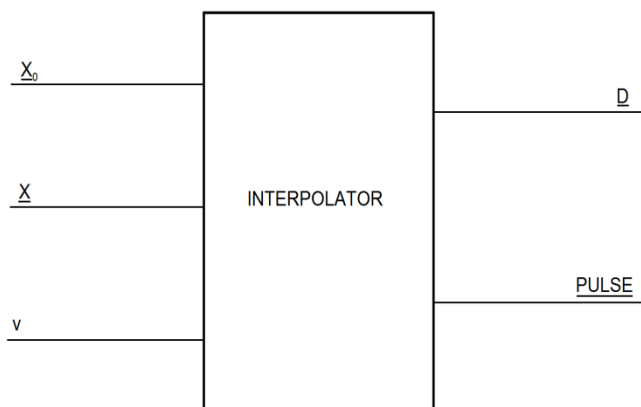 X₀
D
X
INTERPOLATOR
PULSE
v